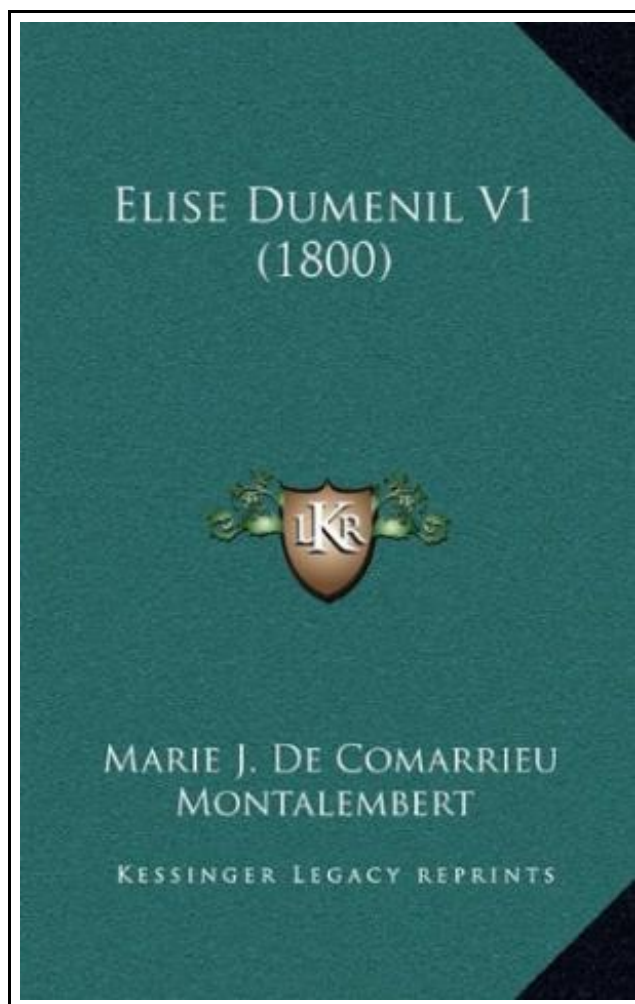 Elise Dumenil V1
(1800)
LKR
Marie J. De Comarrieu
Montalembert
Kessinger Legacy reprints